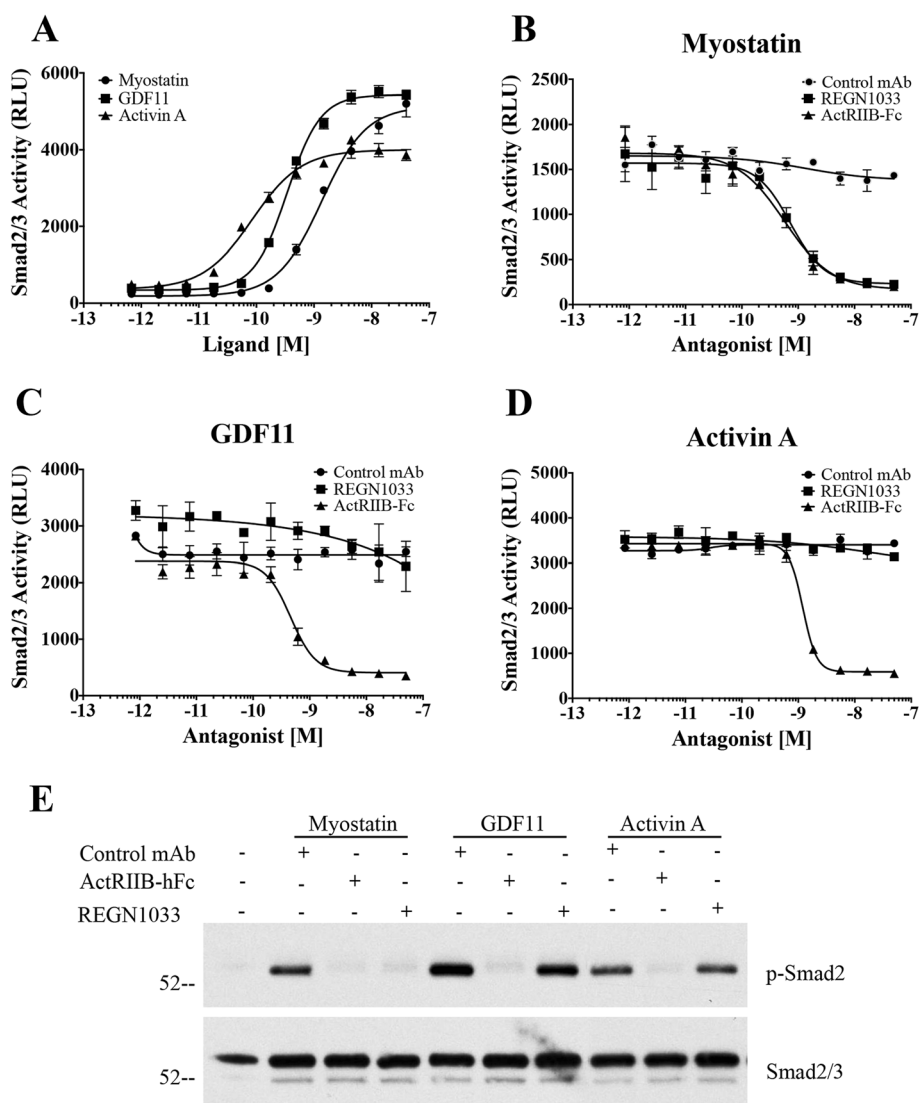 A
Smad2/3 Activity (RLU)
6000
4000
2000
0
Myostatin
GDF11
Activin A
-13 -12 -11 -10 -9 -8 -7
Ligand [M]
B
Myostatin
Smad2/3 Activity (RLU)
2500
2000
1500
1000
500
0
Control mAb
REGN1033
ActRIIB-Fc
-13 -12 -11 -10 -9 -8 -7
Antagonist [M]
C
GDF11
Smad2/3 Activity (RLU)
4000
3000
2000
1000
0
Control mAb
REGN1033
ActRIIB-Fc
-13 -12 -11 -10 -9 -8 -7
Antagonist [M]
D
Activin A
Smad2/3 Activity (RLU)
5000
4000
3000
2000
1000
0
Control mAb
REGN1033
ActRIIB-Fc
-13 -12 -11 -10 -9 -8 -7
Antagonist [M]
E
Myostatin GDF11 Activin A
Control mAb - + - - + - - + - -
ActRIIB-hFc - - + - - + - - + -
REGN1033 - - - + - - + - - +
52-- p-Smad2
52-- Smad2/3